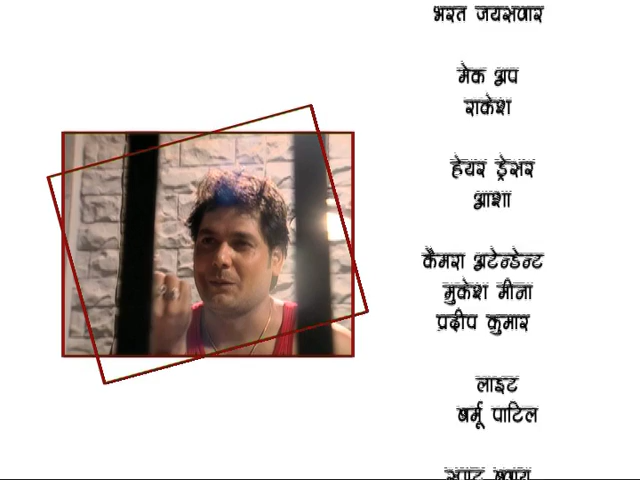 भरत जयसवार
मेक अप
राकेश
हेयर ड्रेसर
आशा
कैमरा अटेन्डेन्ट
मुकेश मीना
प्रदीप कुमार
लाइट
बर्मू पाटिल